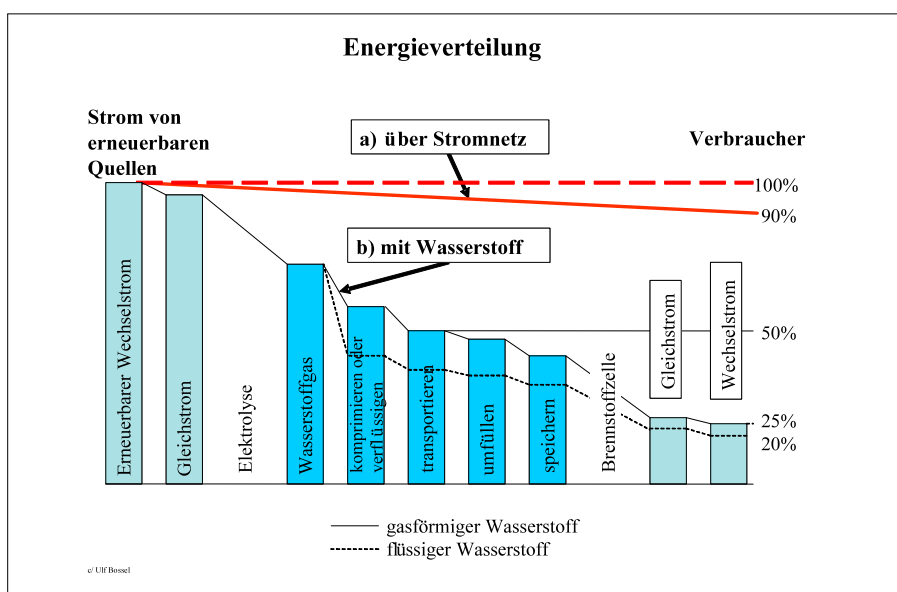 Energieverteilung
Strom von
erneuerbaren
Quellen
a) über Stromnetz
Verbraucher
100%
90%
b) mit Wasserstoff
50%
25%
20%
Erneuerbarer Wechselstrom
Gleichstrom
Elektrolyse
Wasserstoffgas
komprimieren oder
verflüssigen
transportieren
umfüllen
speichern
Brennstoffzelle
Gleichstrom
Wechselstrom
gasförmiger Wasserstoff
flüssiger Wasserstoff
c/ Ulf Bossel